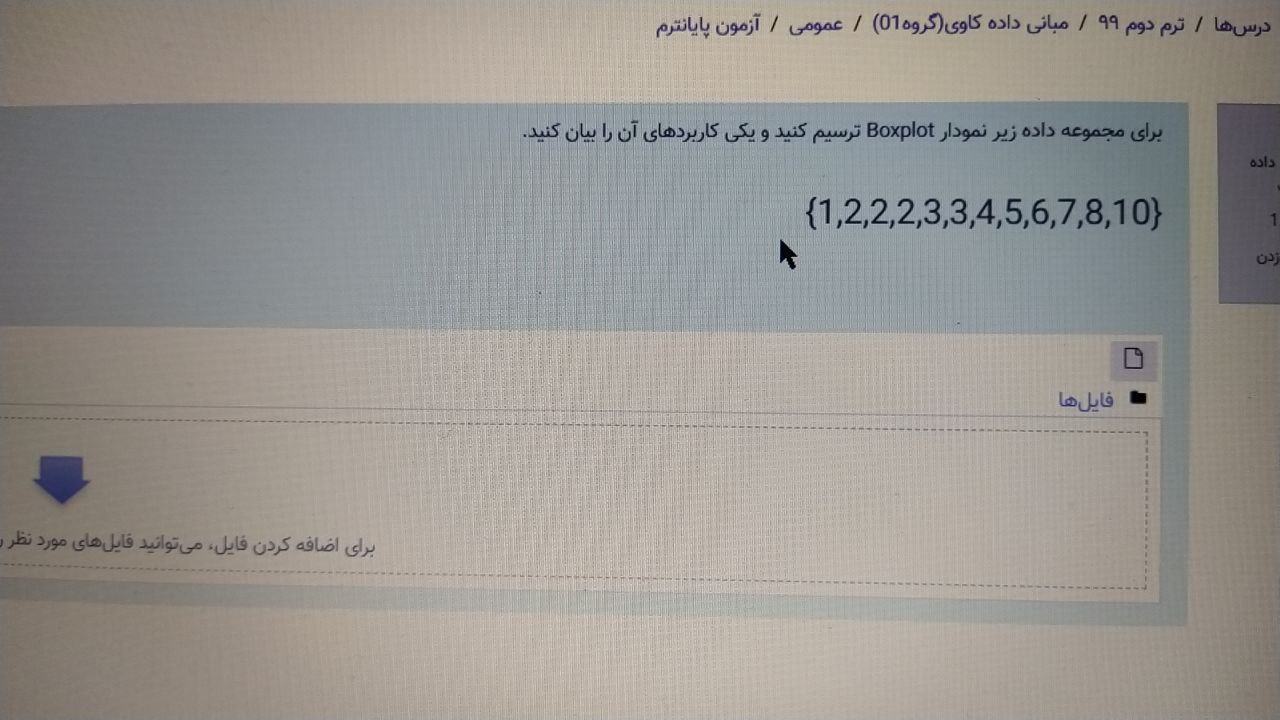 درس‌ها / ترم دوم ۹۹ / مبانی داده کاوی(گروه01) / عمومی / آزمون پایانترم
برای مجموعه داده زیر نمودار Boxplot ترسیم کنید و یکی کاربردهای آن را بیان کنید.
{1,2,2,2,3,3,4,5,6,7,8,10}
داده
1
زدن
فایل‌ها
برای اضافه کردن فایل، می‌توانید فایل‌های مورد نظر